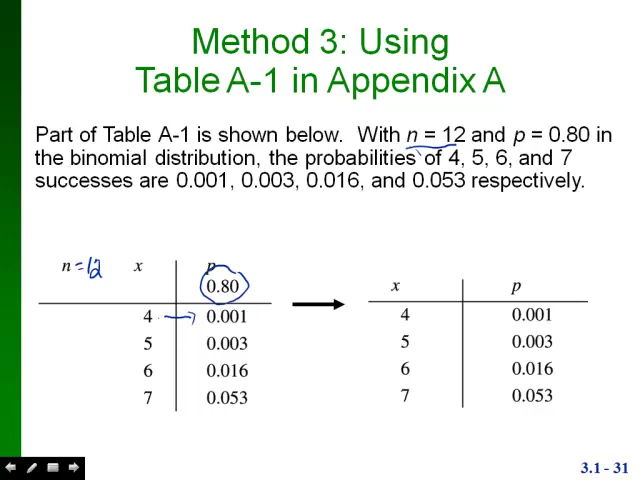 Method 3: Using
Table A-1 in Appendix A
Part of Table A-1 is shown below. With n = 12 and p = 0.80 in
the binomial distribution, the probabilities of 4, 5, 6, and 7
successes are 0.001, 0.003, 0.016, and 0.053 respectively.
n =12 x p
0.80
4 → 0.001
5 0.003
6 0.016
7 0.053
x p
4 0.001
5 0.003
6 0.016
7 0.053
3.1 - 31